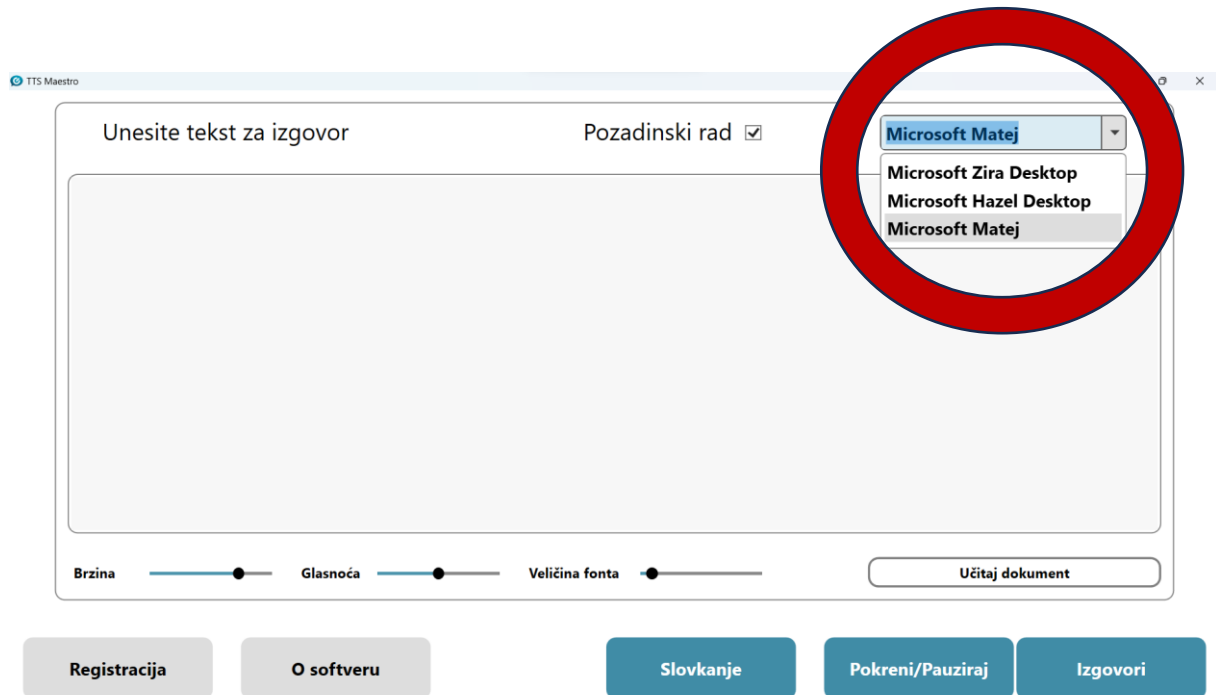 TTS Maestro
Unesite tekst za izgovor
Pozadinski rad
Microsoft Matej
Microsoft Zira Desktop
Microsoft Hazel Desktop
Microsoft Matej
Brzina
Glasnoća
Veličina fonta
Učitaj dokument
Registracija
O softveru
Slovkanje
Pokreni/Pauziraj
Izgovori